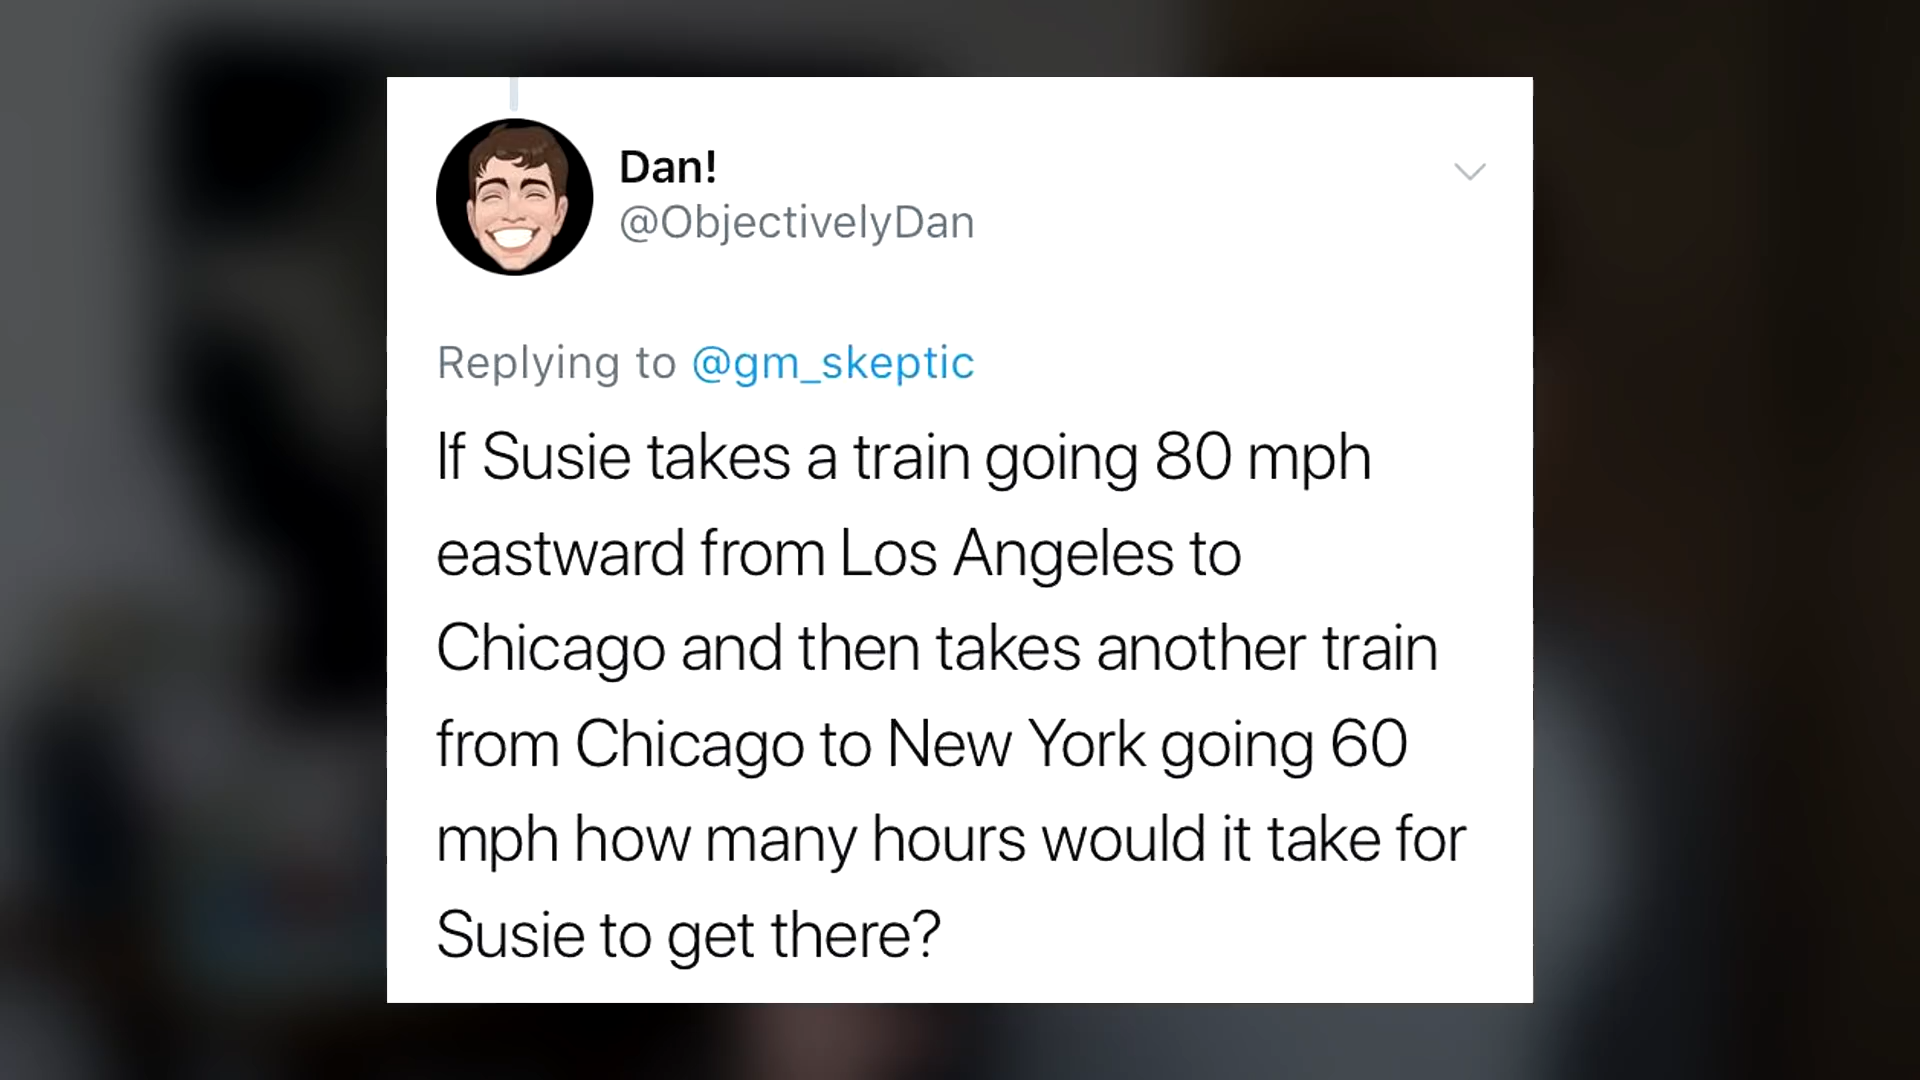 Dan!
@ObjectivelyDan
Replying to @gm_skeptic
If Susie takes a train going 80 mph
eastward from Los Angeles to
Chicago and then takes another train
from Chicago to New York going 60
mph how many hours would it take for
Susie to get there?